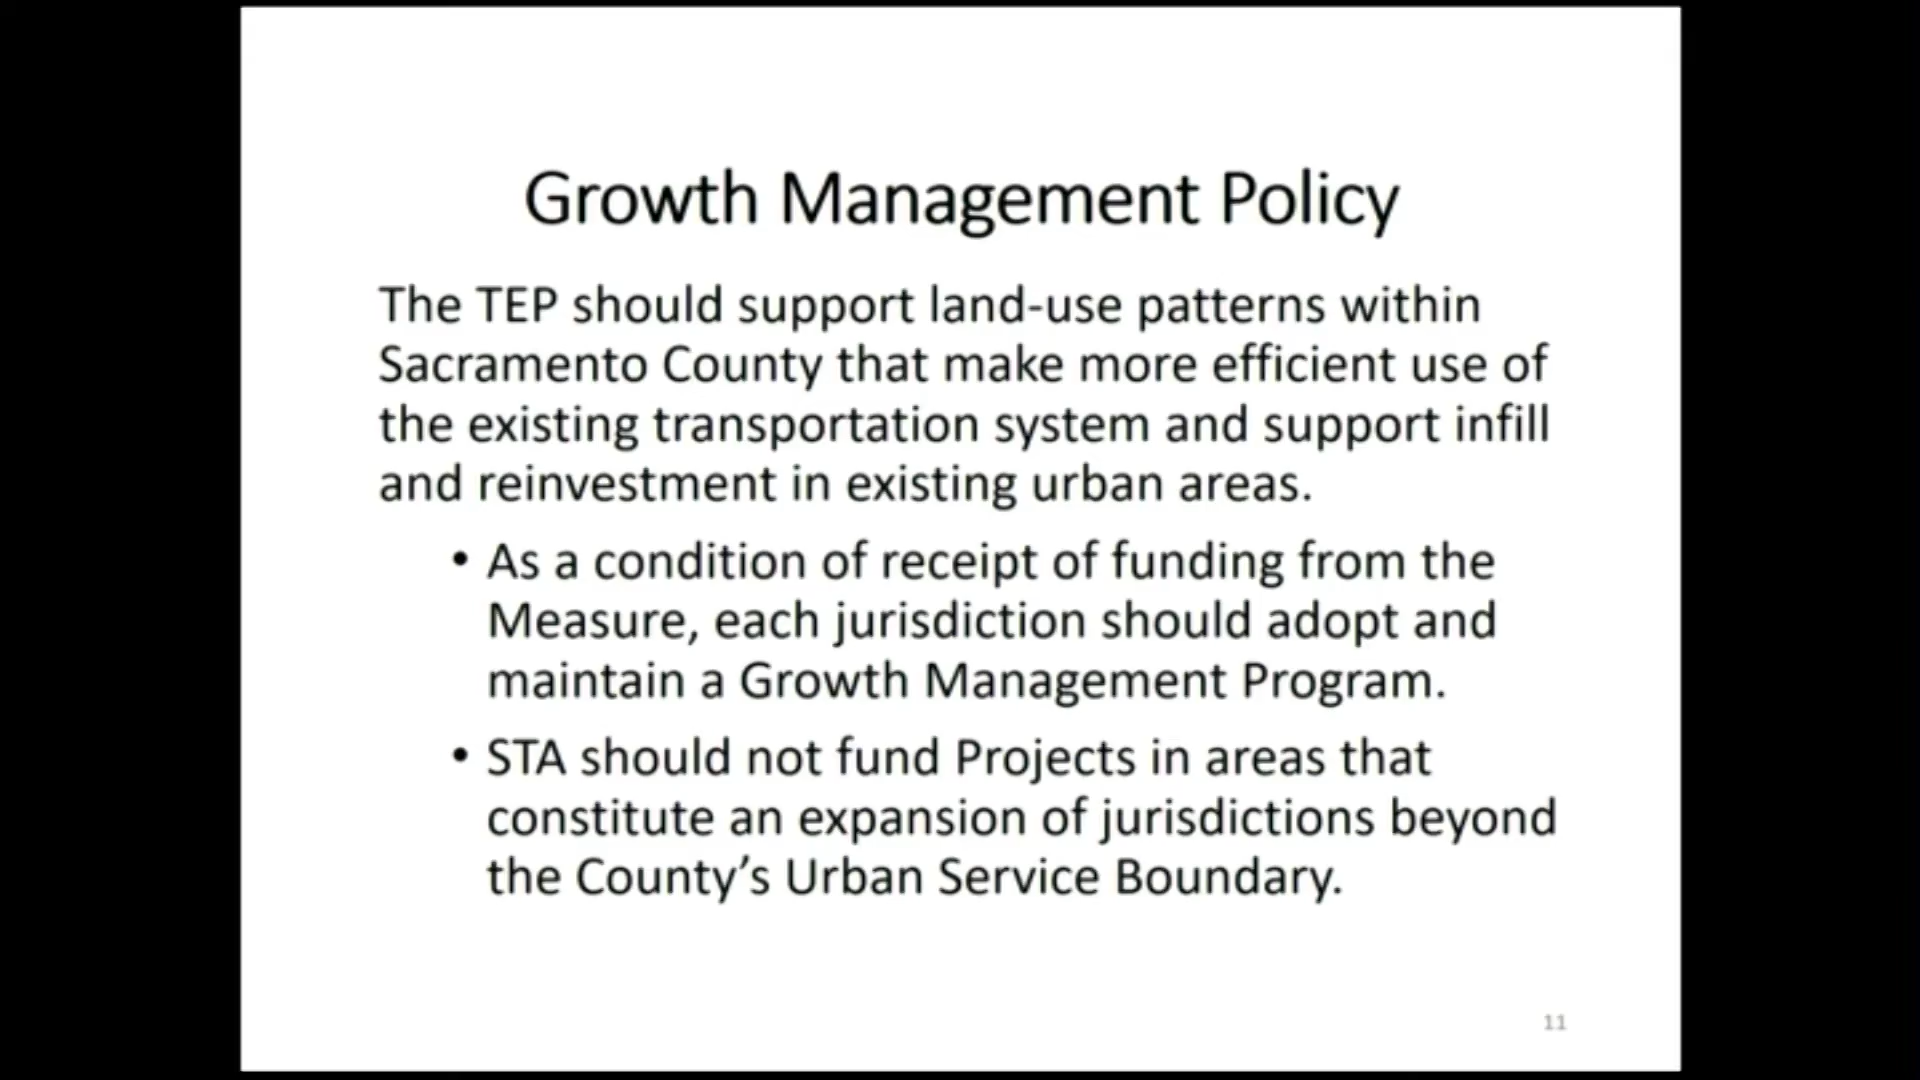 Growth Management Policy
The TEP should support land-use patterns within
Sacramento County that make more efficient use of
the existing transportation system and support infill
and reinvestment in existing urban areas.
• As a condition of receipt of funding from the
Measure, each jurisdiction should adopt and
maintain a Growth Management Program.
• STA should not fund Projects in areas that
constitute an expansion of jurisdictions beyond
the County’s Urban Service Boundary.
11